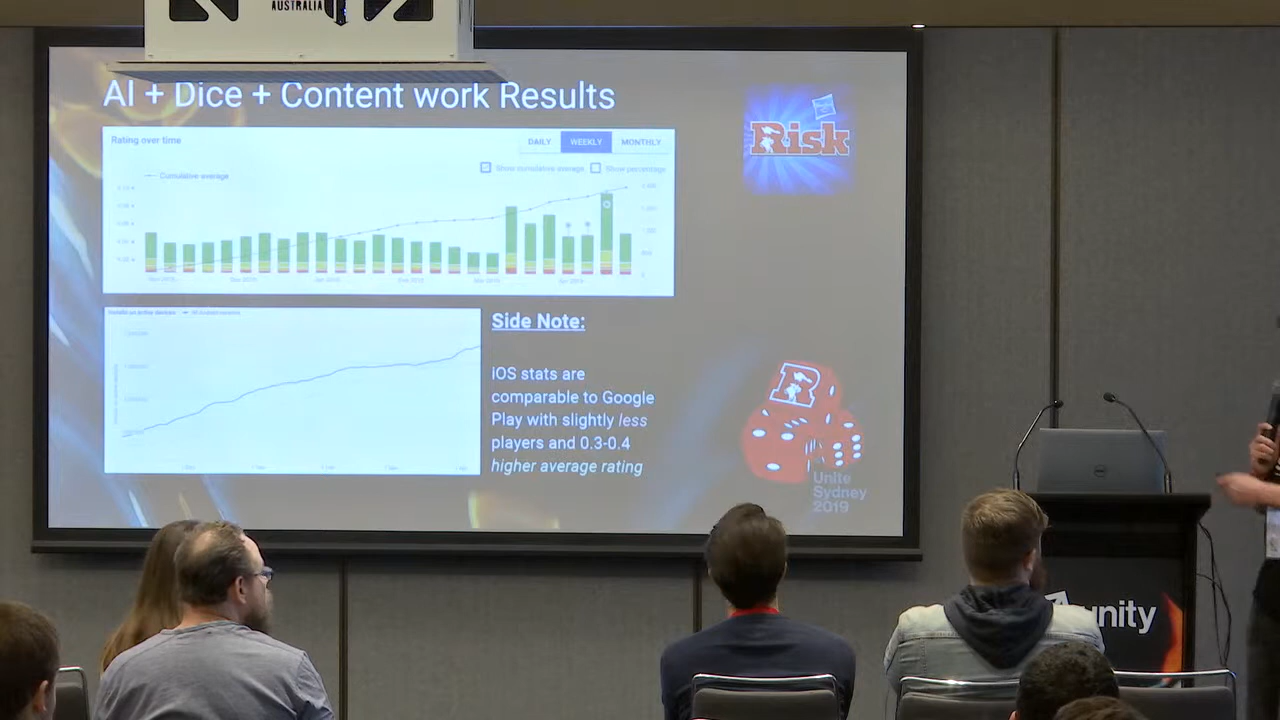 AUSTRALIA
AI + Dice + Content work Results
Rating over time
DAILY WEEKLY MONTHLY
Show cumulative average Show percentage
Cumulative average
Risk
Side Note:
iOS stats are
comparable to Google
Play with slightly less
players and 0.3-0.4
higher average rating
R
Unite
Sydney
2019
DELL
unity